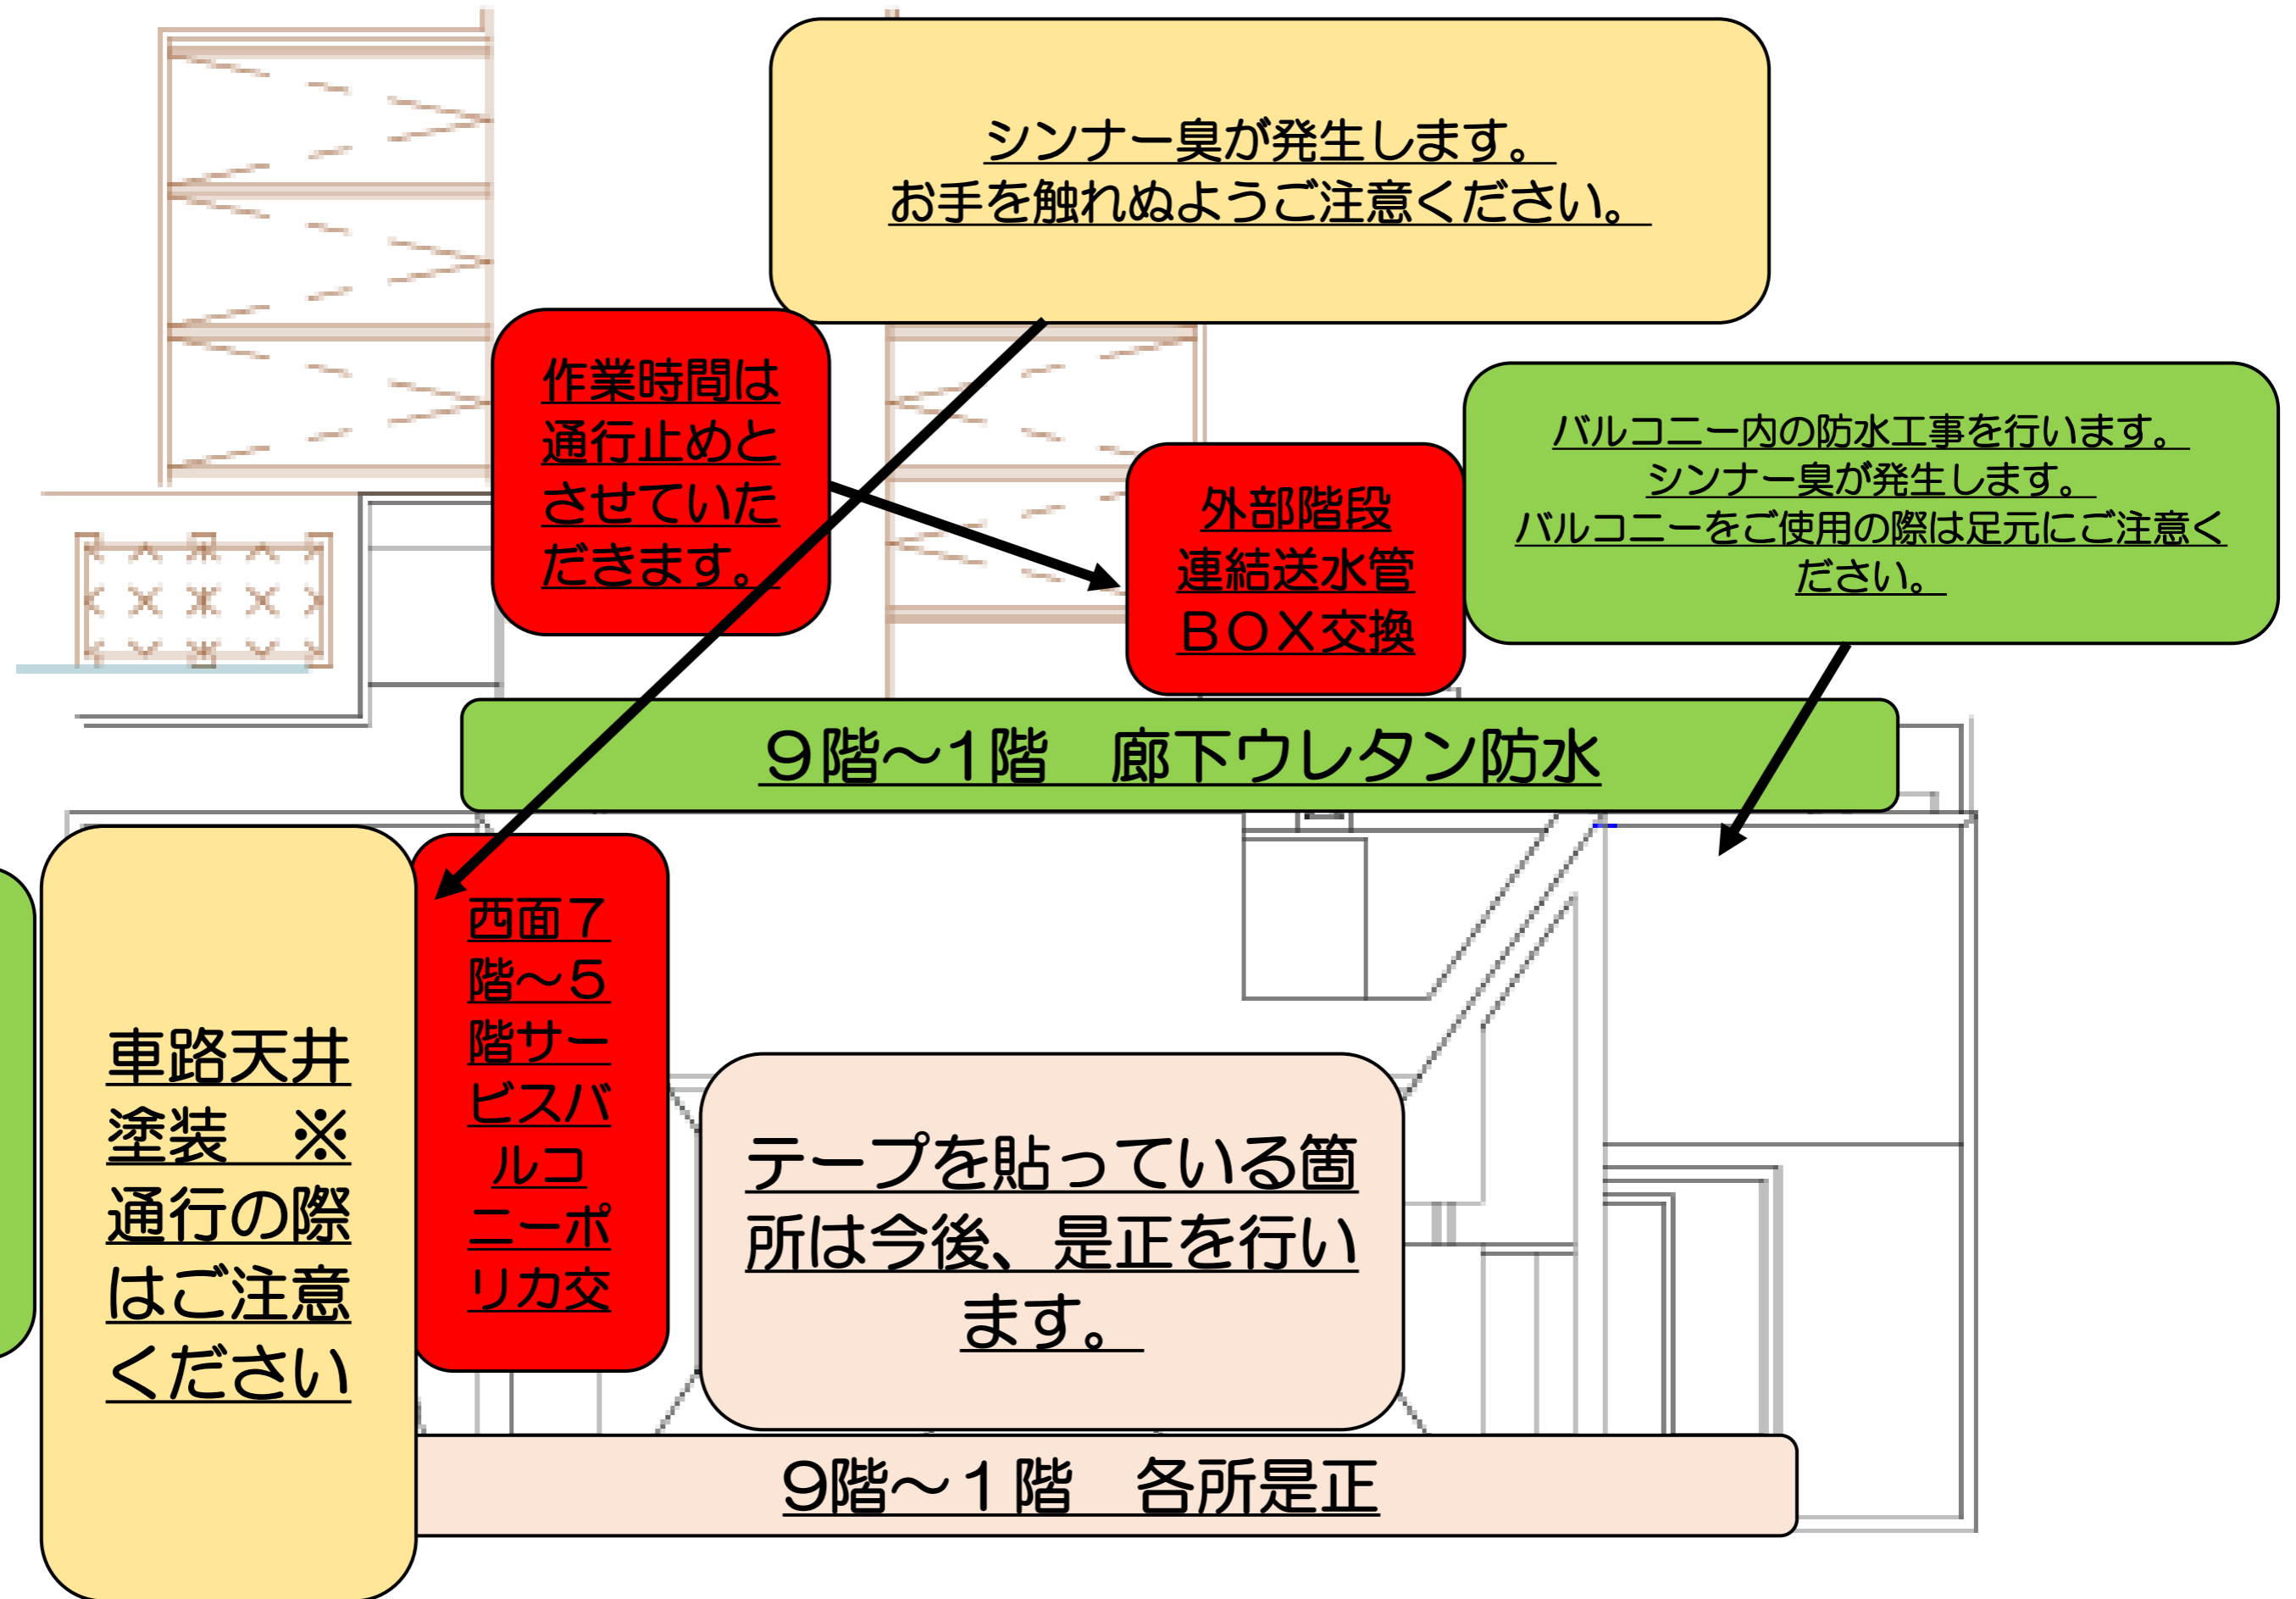 シンナー臭が発生します。
お手を触れぬようご注意ください。
作業時間は
通行止めと
させていた
だきます。
外部階段
連結送水管
ＢＯＸ交換
バルコニー内の防水工事を行います。
シンナー臭が発生します。
バルコニーをご使用の際は足元にご注意く
ださい。
９階～1階　廊下ウレタン防水
車路天井
塗装　※
通行の際
はご注意
ください
西面７
階～５
階サー
ビスバ
ルコ
ニーポ
リカ交
テープを貼っている箇
所は今後、是正を行い
ます。
9階～１階　各所是正